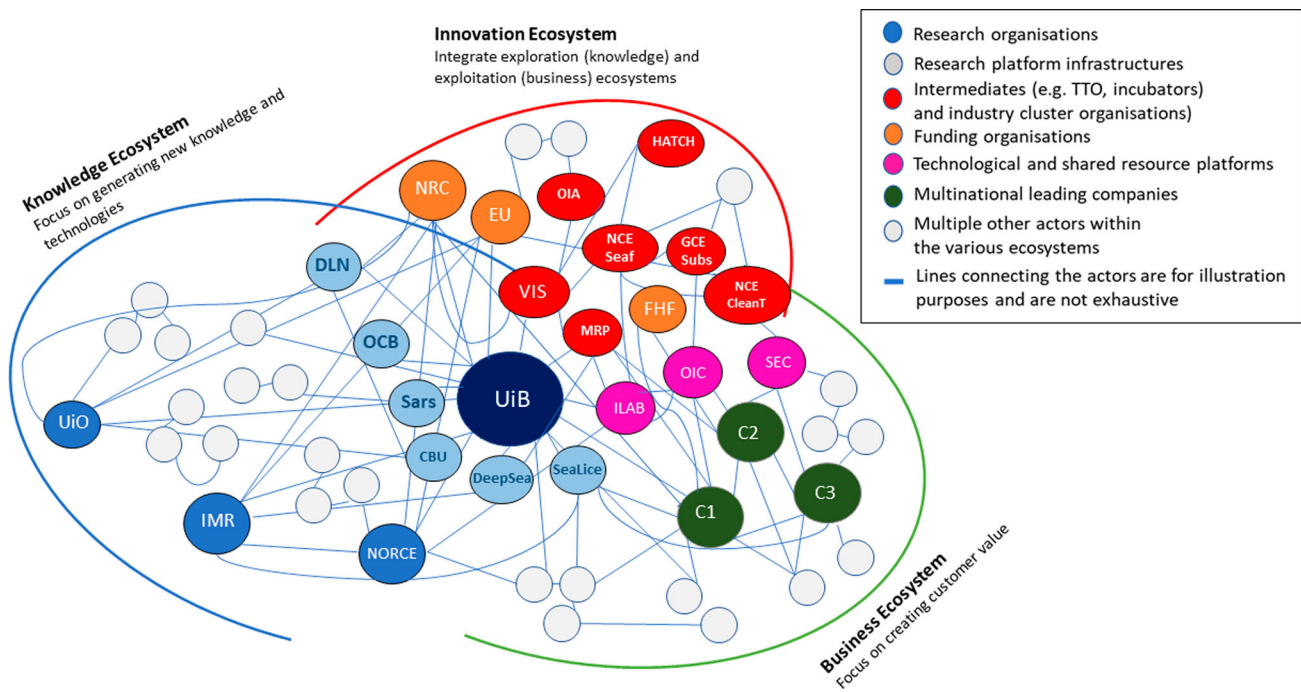 Innovation Ecosystem
Integrate exploration (knowledge) and
exploitation (business) ecosystems
Knowledge Ecosystem
Focus on generating new knowledge and
technologies
Research organisations
Research platform infrastructures
Intermediates (e.g. TTO, incubators)
and industry cluster organisations)
Funding organisations
Technological and shared resource platforms
Multinational leading companies
Multiple other actors within
the various ecosystems
Lines connecting the actors are for illustration
purposes and are not exhaustive
HATCH
NRC
OIA
EU
NCE
Seaf
GCE
Subs
DLN
VIS
NCE
CleanT
FHF
MRP
OCB
OIC
SEC
UiB
Sars
ILAB
UiO
C2
CBU
DeepSea
SeaLice
C3
IMR
C1
NORCE
Business Ecosystem
Focus on creating customer value